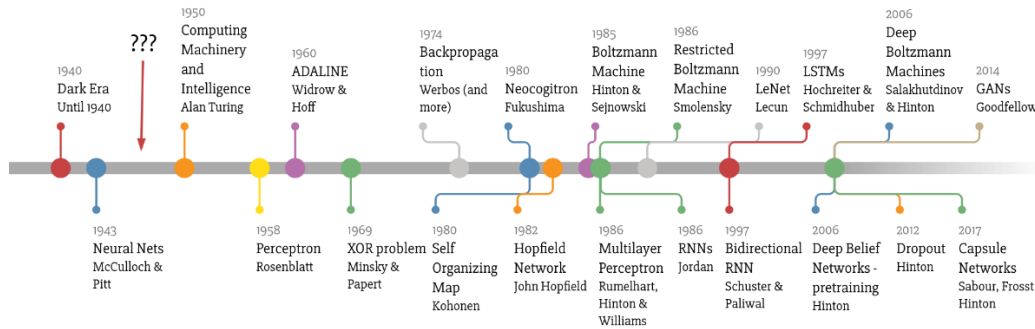 ???
1940
Dark Era
Until 1940
1950
Computing
Machinery
and
Intelligence
Alan Turing
1960
ADALINE
Widrow &
Hoff
1974
Backpropaga
tion
Werbos (and
more)
1980
Neocogitron
Fukushima
1985
Boltzmann
Machine
Hinton &
Sejnowski
1986
Restricted
Boltzmann
Machine
Smolensky
1990
LeNet
Lecun
1997
LSTMs
Hochreiter &
Schmidhuber
2006
Deep
Boltzmann
Machines
Salakhutdinov
& Hinton
2014
GANs
Goodfellow
1943
Neural Nets
McCulloch &
Pitt
1958
Perceptron
Rosenblatt
1969
XOR problem
Minsky &
Papert
1980
Self
Organizing
Map
Kohonen
1982
Hopfield
Network
John Hopfield
1986
Multilayer
Perceptron
Rumelhart,
Hinton &
Williams
1986
RNNs
Jordan
1997
Bidirectional
RNN
Schuster &
Paliwal
2006
Deep Belief
Networks -
pretraining
Hinton
2012
Dropout
Hinton
2017
Capsule
Networks
Sabour, Frosst,
Hinton